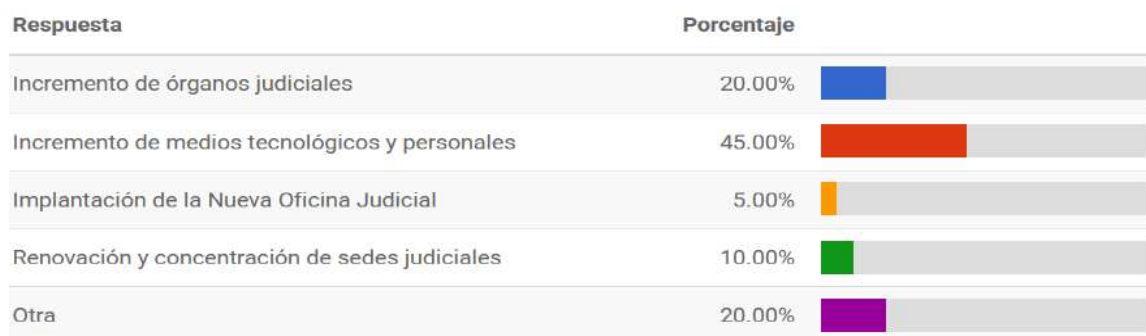 Respuesta Porcentaje
Incremento de órganos judiciales 20.00%
Incremento de medios tecnológicos y personales 45.00%
Implantación de la Nueva Oficina Judicial 5.00%
Renovación y concentración de sedes judiciales 10.00%
Otra 20.00%